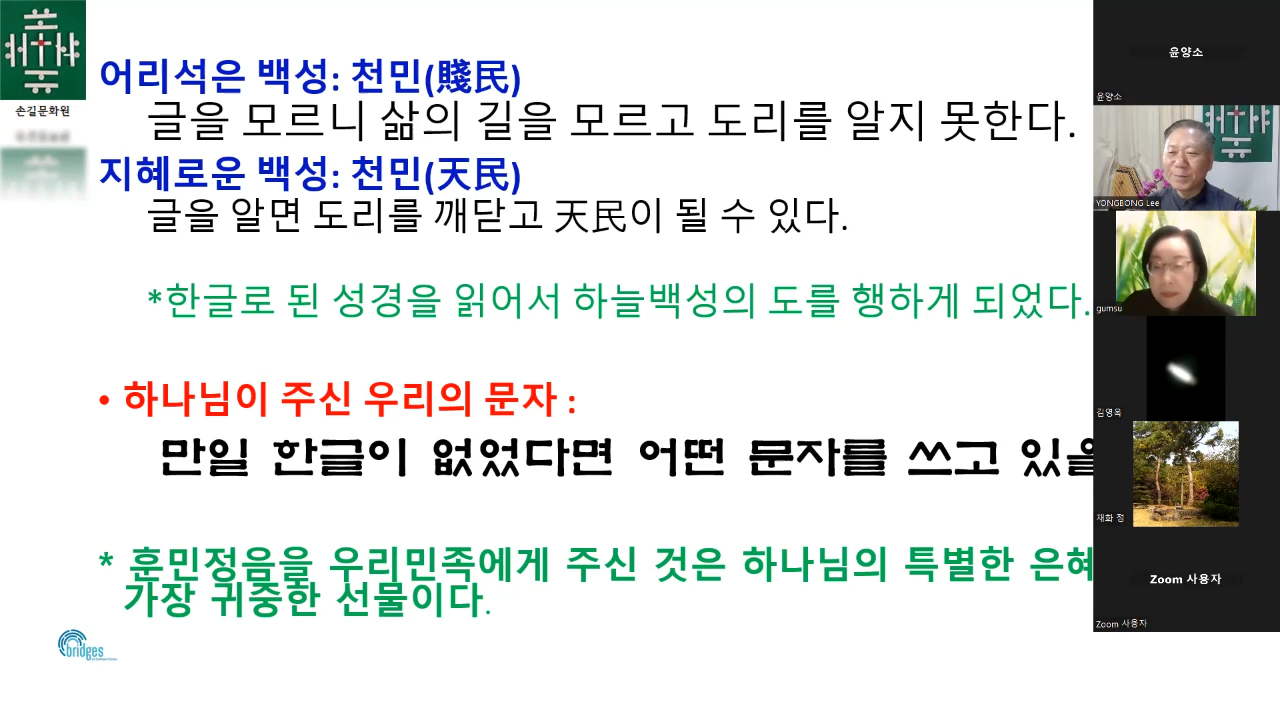 손길문화원
어리석은 백성: 천민(賤民)
글을 모르니 삶의 길을 모르고 도리를 알지 못한다.
지혜로운 백성: 천민(天民)
글을 알면 도리를 깨닫고 天民이 될 수 있다.
*한글로 된 성경을 읽어서 하늘백성의 도를 행하게 되었다.
• 하나님이 주신 우리의 문자 :
만일 한글이 없었다면 어떤 문자를 쓰고 있을
* 훈민정음을 우리민족에게 주신 것은 하나님의 특별한 은혜
가장 귀중한 선물이다.
bridges
윤양소
윤양소
YONGBONG Lee
gumsu
김영옥
재화 정
Zoom 사용자
Zoom 사용자